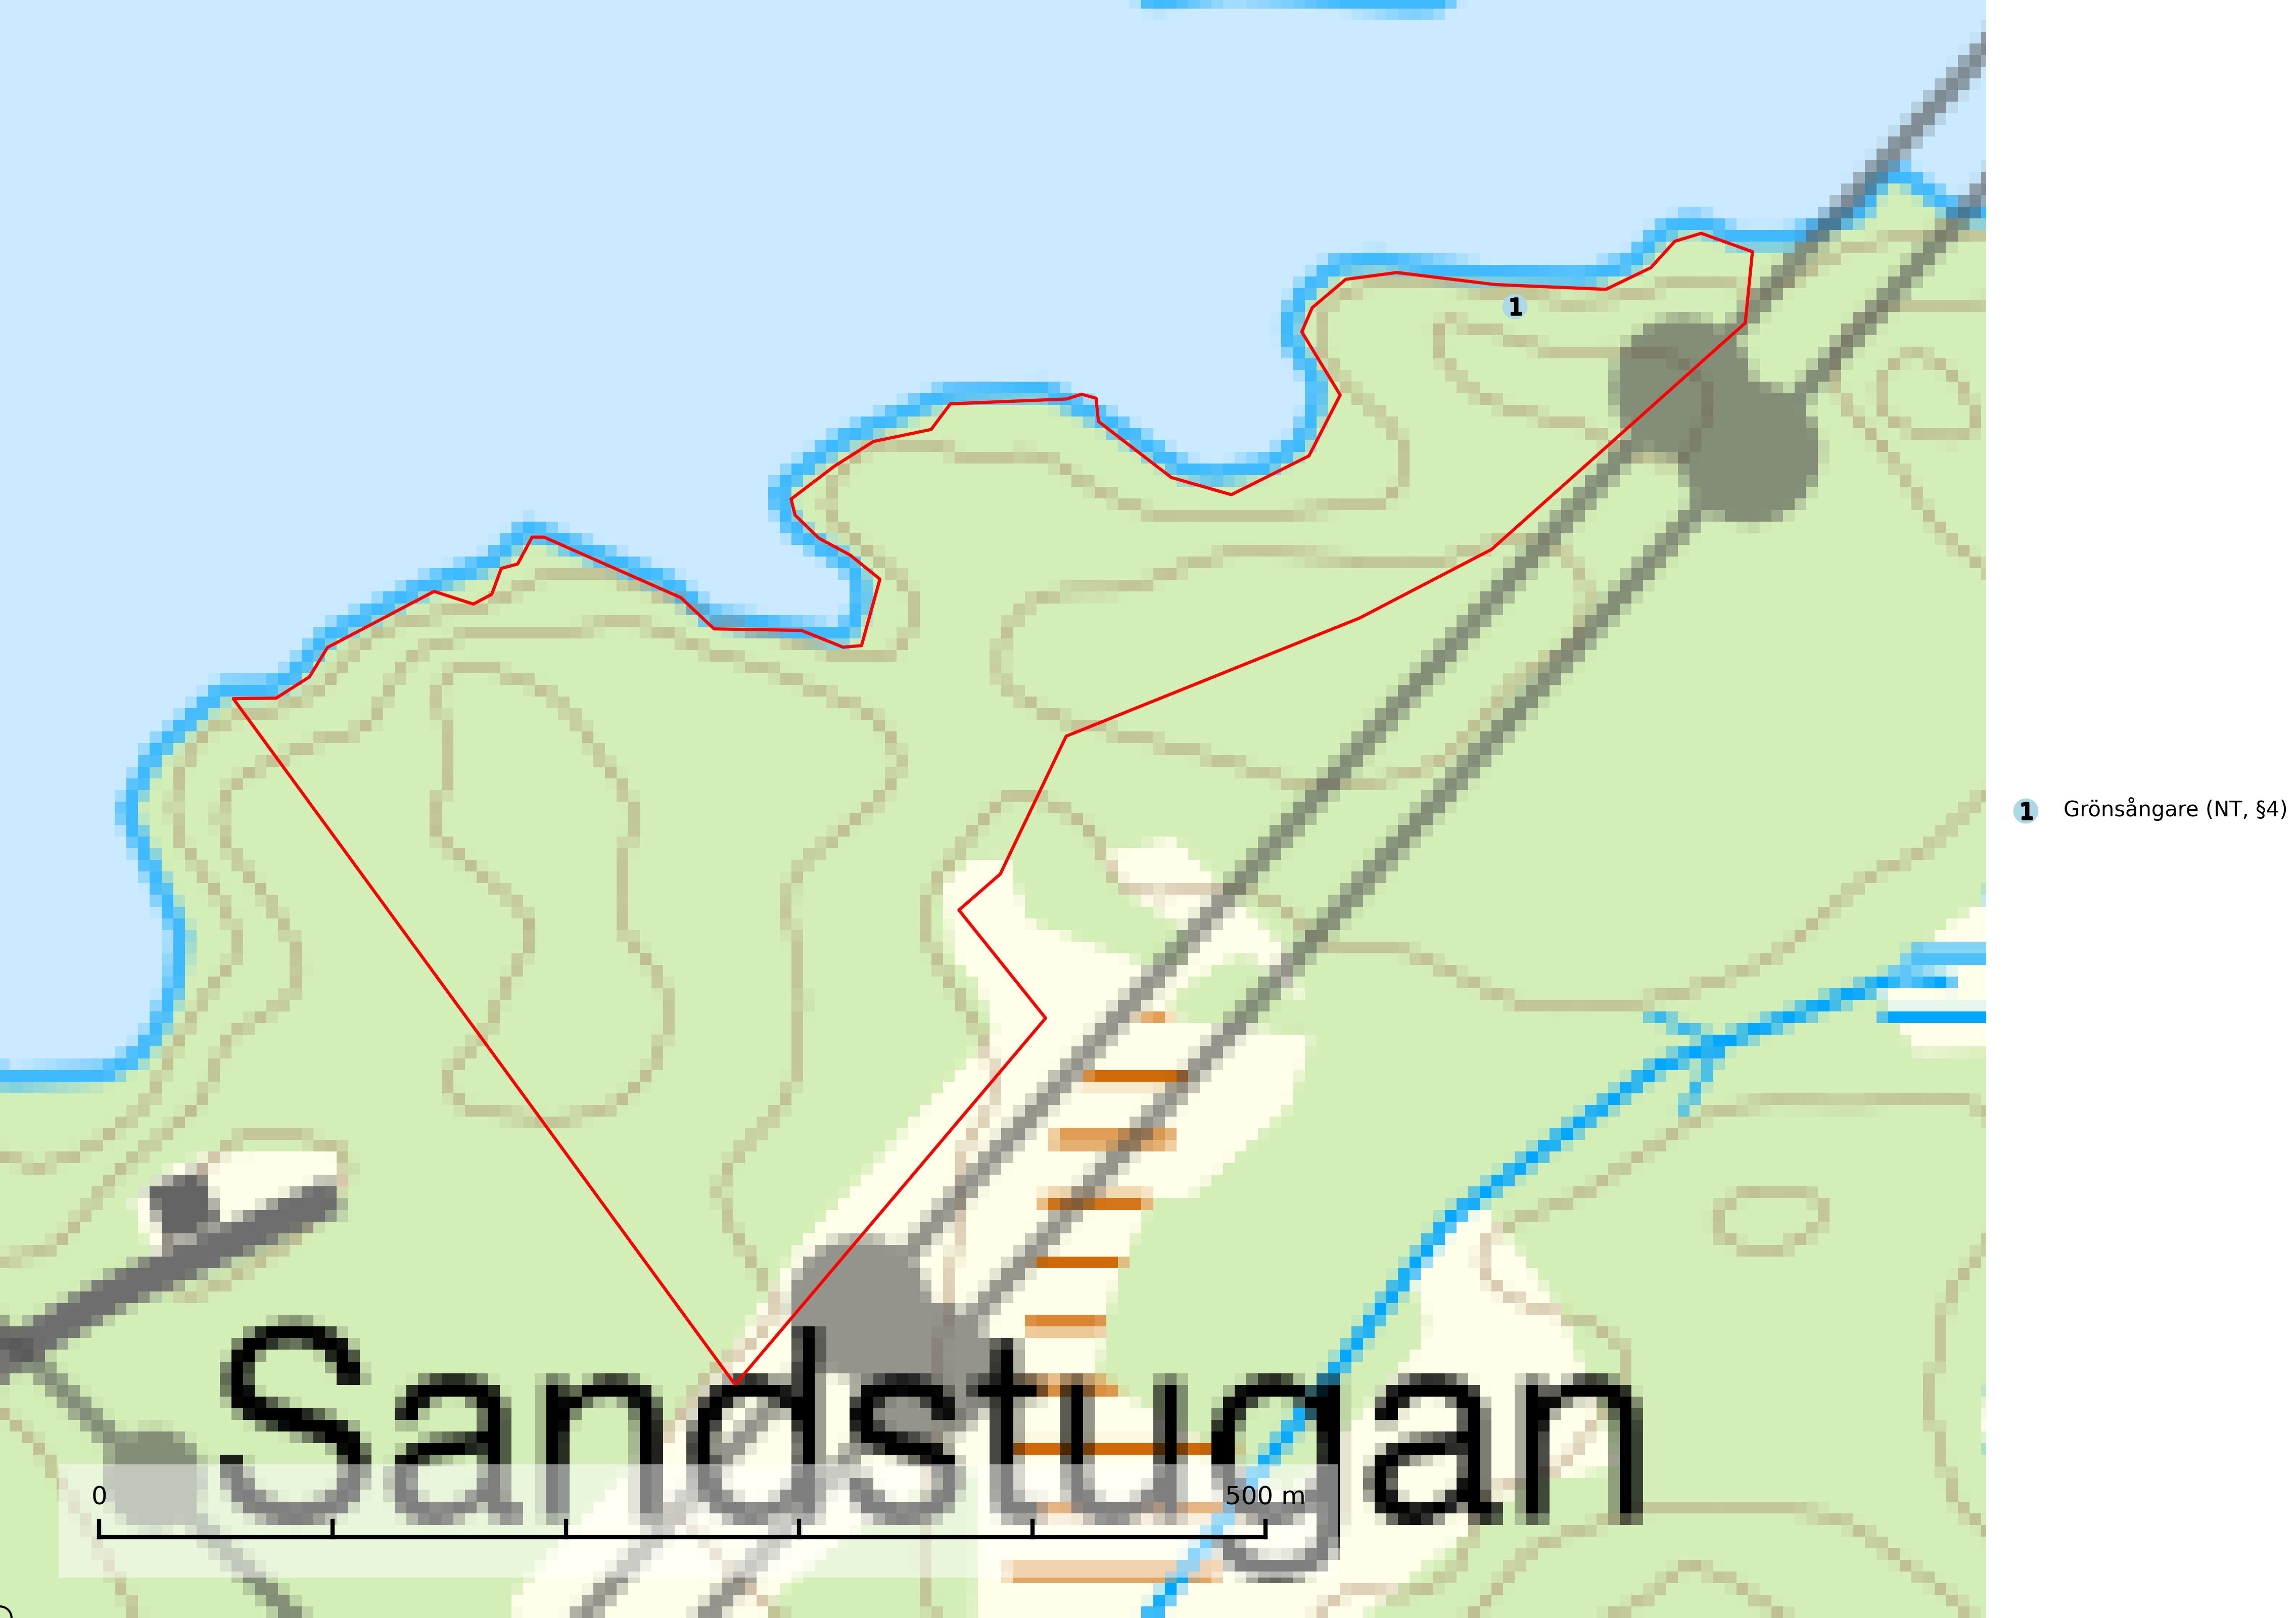 1
1 Grönsångare (NT, §4)
Sandstugan
0 500 m